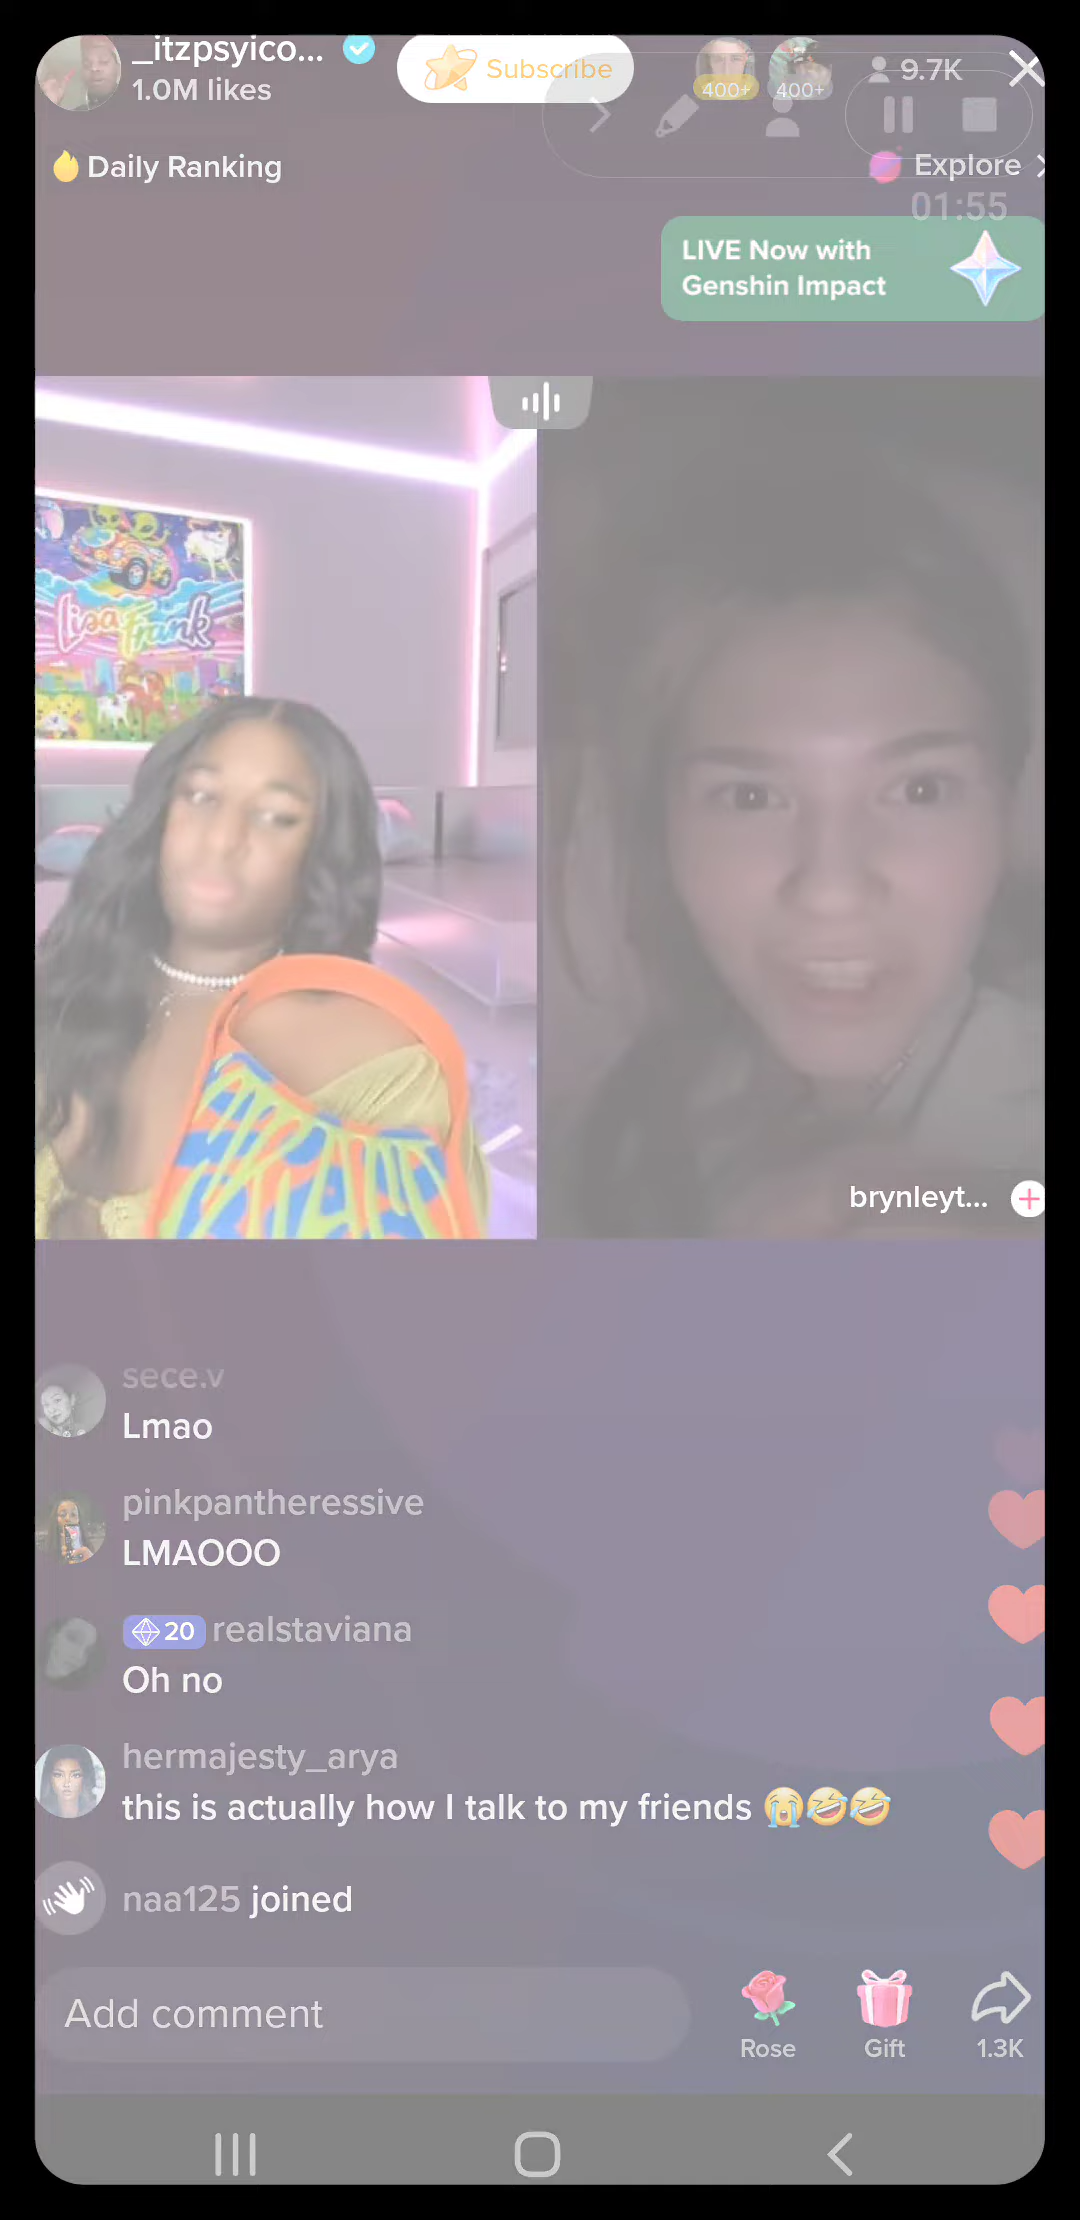 _itzpsyico...
1.0M likes
Subscribe
400+
400+
9.7K
Daily Ranking
Explore
01:55
LIVE Now with
Genshin Impact
Lisa
Frank
brynleyt...
sece.v
Lmao
pinkpantheressive
LMAOOO
20 realstaviana
Oh no
hermajesty_arya
this is actually how I talk to my friends 😭🤣🤣
naa125 joined
Add comment
Rose
Gift
1.3K